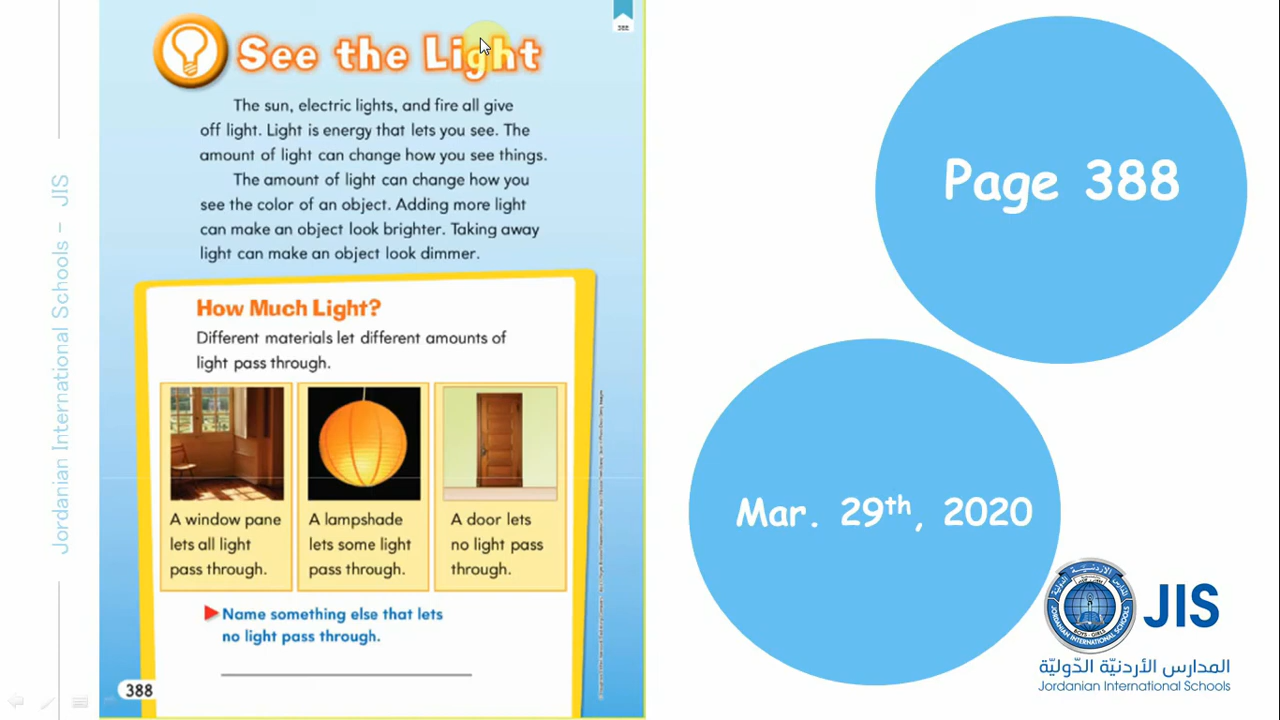 See the Light
The sun, electric lights, and fire all give
off light. Light is energy that lets you see. The
amount of light can change how you see things.
The amount of light can change how you
see the color of an object. Adding more light
can make an object look brighter. Taking away
light can make an object look dimmer.
How Much Light?
Different materials let different amounts of
light pass through.
A window pane
lets all light
pass through.
A lampshade
lets some light
pass through.
A door lets
no light pass
through.
Name something else that lets
no light pass through.
388
Jordanian International Schools – JIS
Page 388
Mar. 29th, 2020
JIS
المدارس الأردنيّة الدّوليّة
Jordanian International Schools